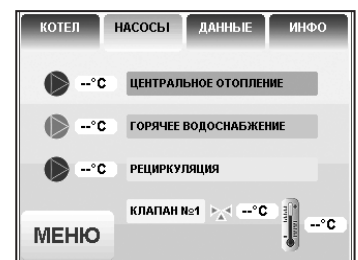 КОТЕЛ НАСОСЫ ДАННЫЕ ИНФО
--°C ЦЕНТРАЛЬНОЕ ОТОПЛЕНИЕ
--°C ГОРЯЧЕЕ ВОДОСНАБЖЕНИЕ
--°C РЕЦИРКУЛЯЦИЯ
КЛАПАН №1 --°C
--°C
МЕНЮ